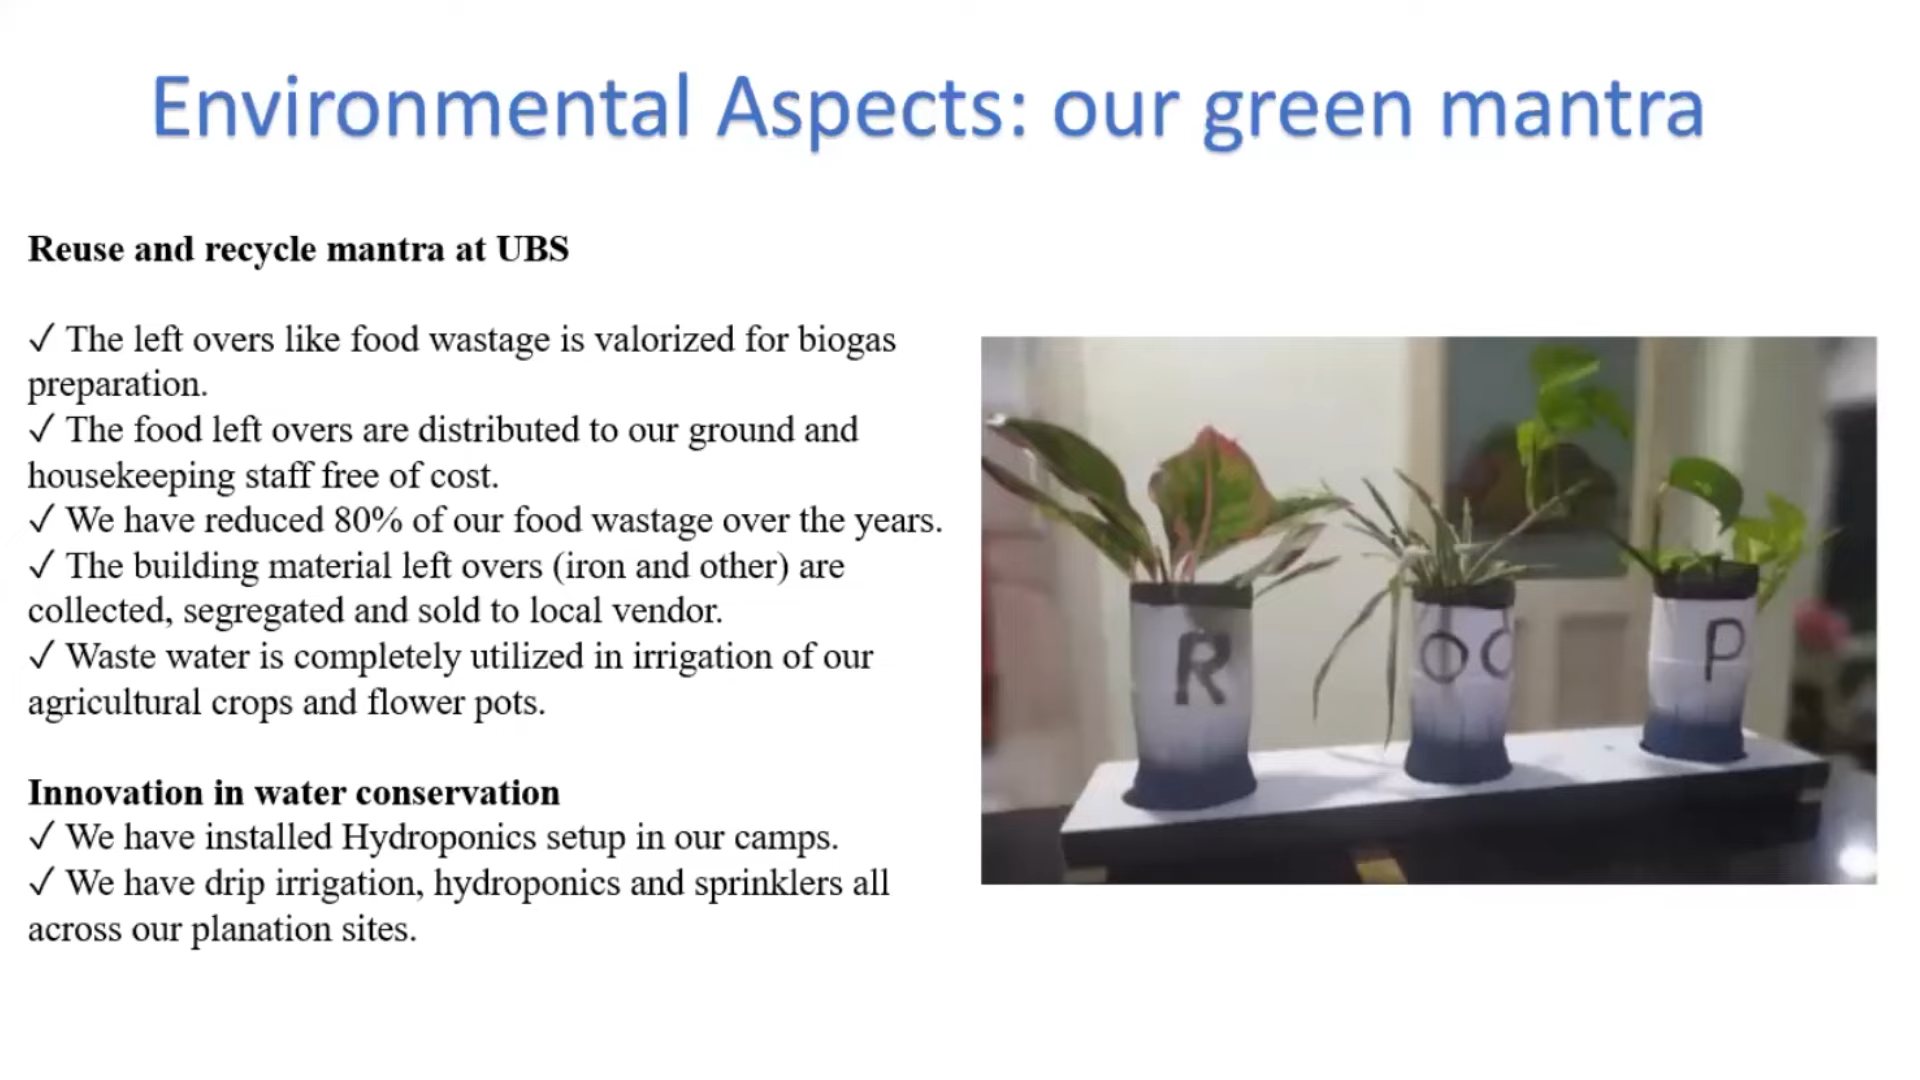 Environmental Aspects: our green mantra
Reuse and recycle mantra at UBS
✓ The left overs like food wastage is valorized for biogas
preparation.
✓ The food left overs are distributed to our ground and
housekeeping staff free of cost.
✓ We have reduced 80% of our food wastage over the years.
✓ The building material left overs (iron and other) are
collected, segregated and sold to local vendor.
✓ Waste water is completely utilized in irrigation of our
agricultural crops and flower pots.
Innovation in water conservation
✓ We have installed Hydroponics setup in our camps.
✓ We have drip irrigation, hydroponics and sprinklers all
across our planation sites.
R OO P